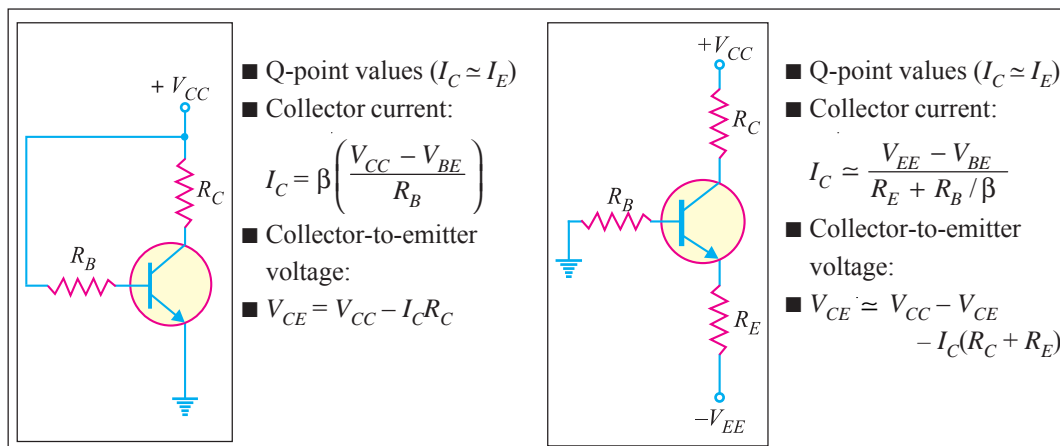 + V_CC
R_C
R_B
■ Q-point values (I_C ≃ I_E)
■ Collector current:
I_C = β( (V_CC − V_BE) / R_B )
■ Collector-to-emitter
voltage:
■ V_CE = V_CC − I_C R_C
+V_CC
R_C
R_B
R_E
−V_EE
■ Q-point values (I_C ≃ I_E)
■ Collector current:
I_C ≃ (V_EE − V_BE) / (R_E + R_B / β)
■ Collector-to-emitter
voltage:
■ V_CE ≃ V_CC − V_CE
− I_C(R_C + R_E)